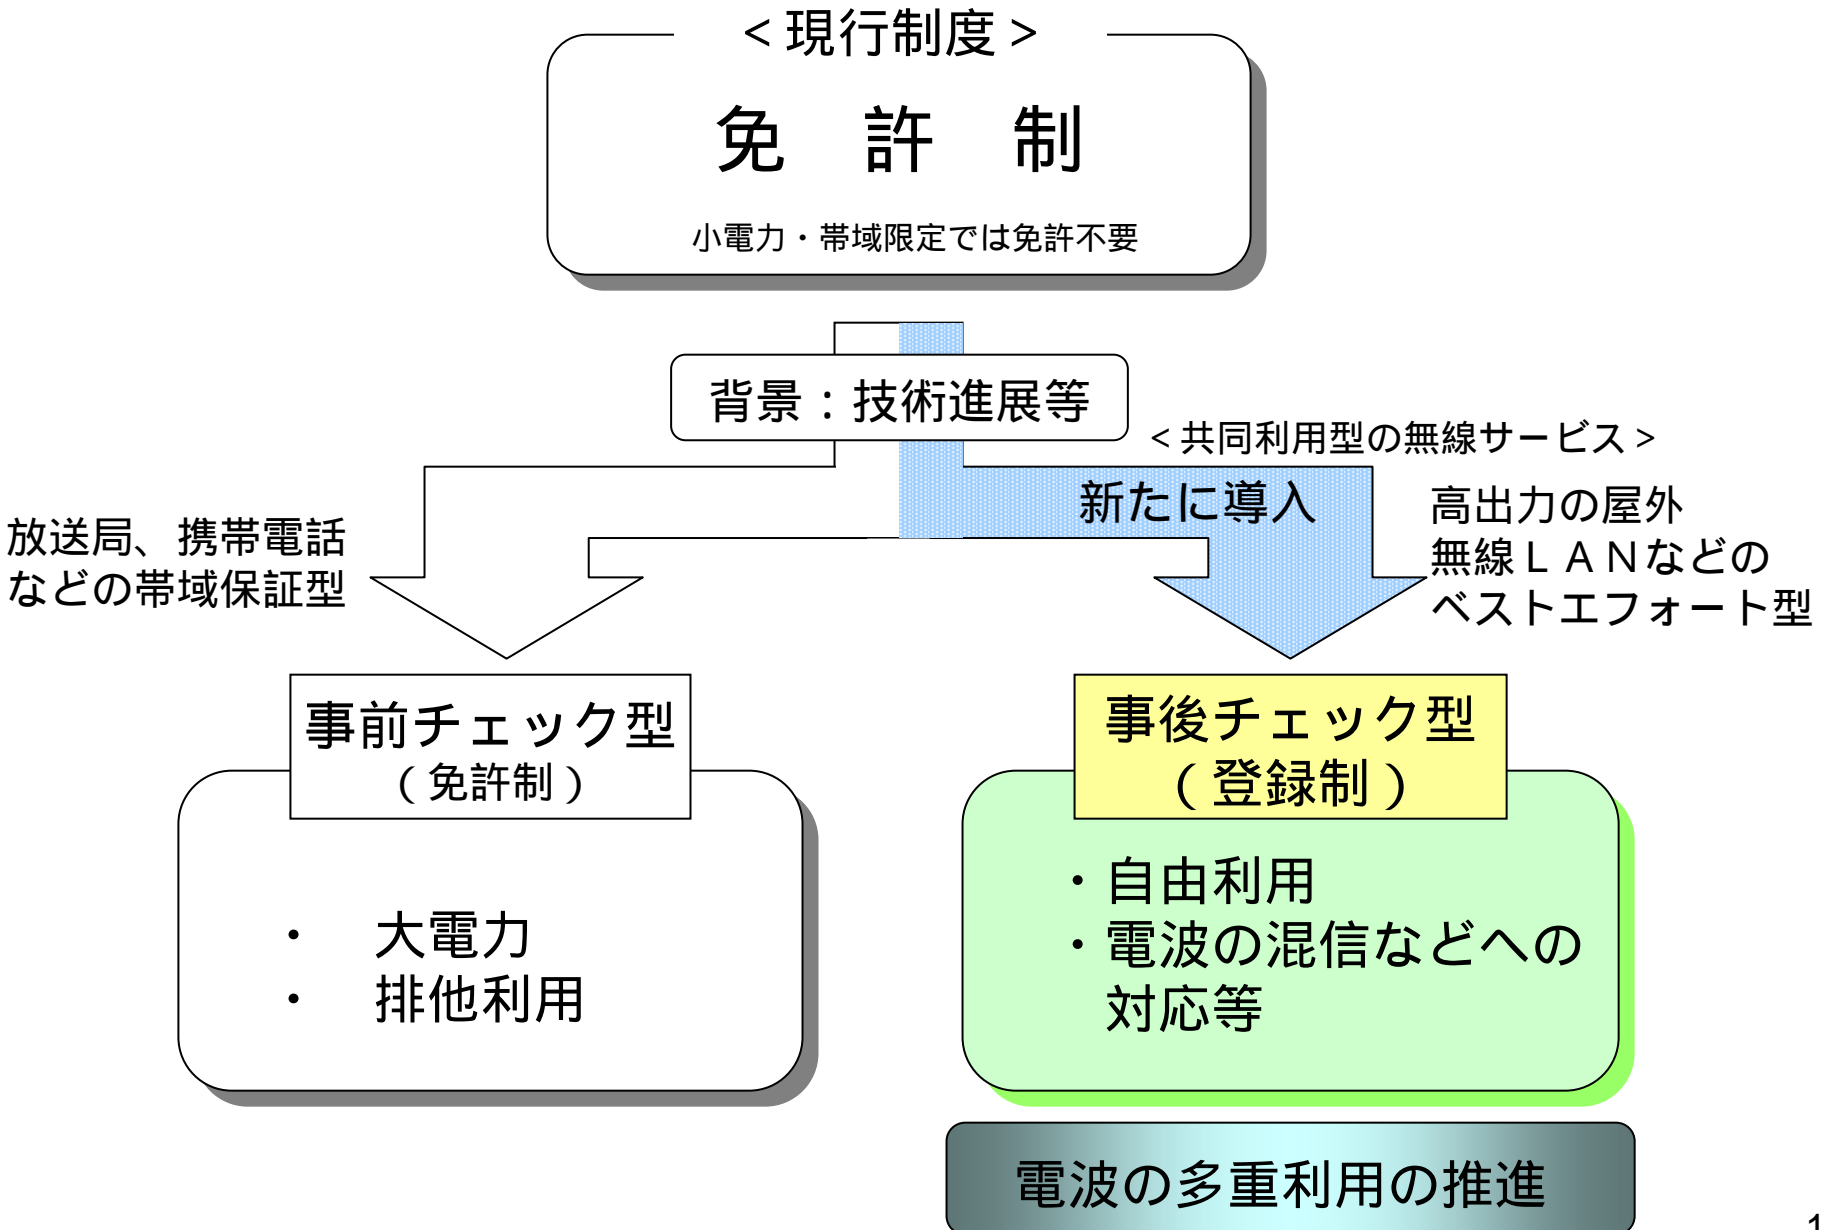 ＜現行制度＞
免　許　制
小電力・帯域限定では免許不要
背景：技術進展等
＜共同利用型の無線サービス＞
新たに導入
放送局、携帯電話
などの帯域保証型
高出力の屋外
無線ＬＡＮなどの
ベストエフォート型
事前チェック型
（免許制）
・　大電力
・　排他利用
事後チェック型
（登録制）
・自由利用
・電波の混信などへの
対応等
電波の多重利用の推進
1